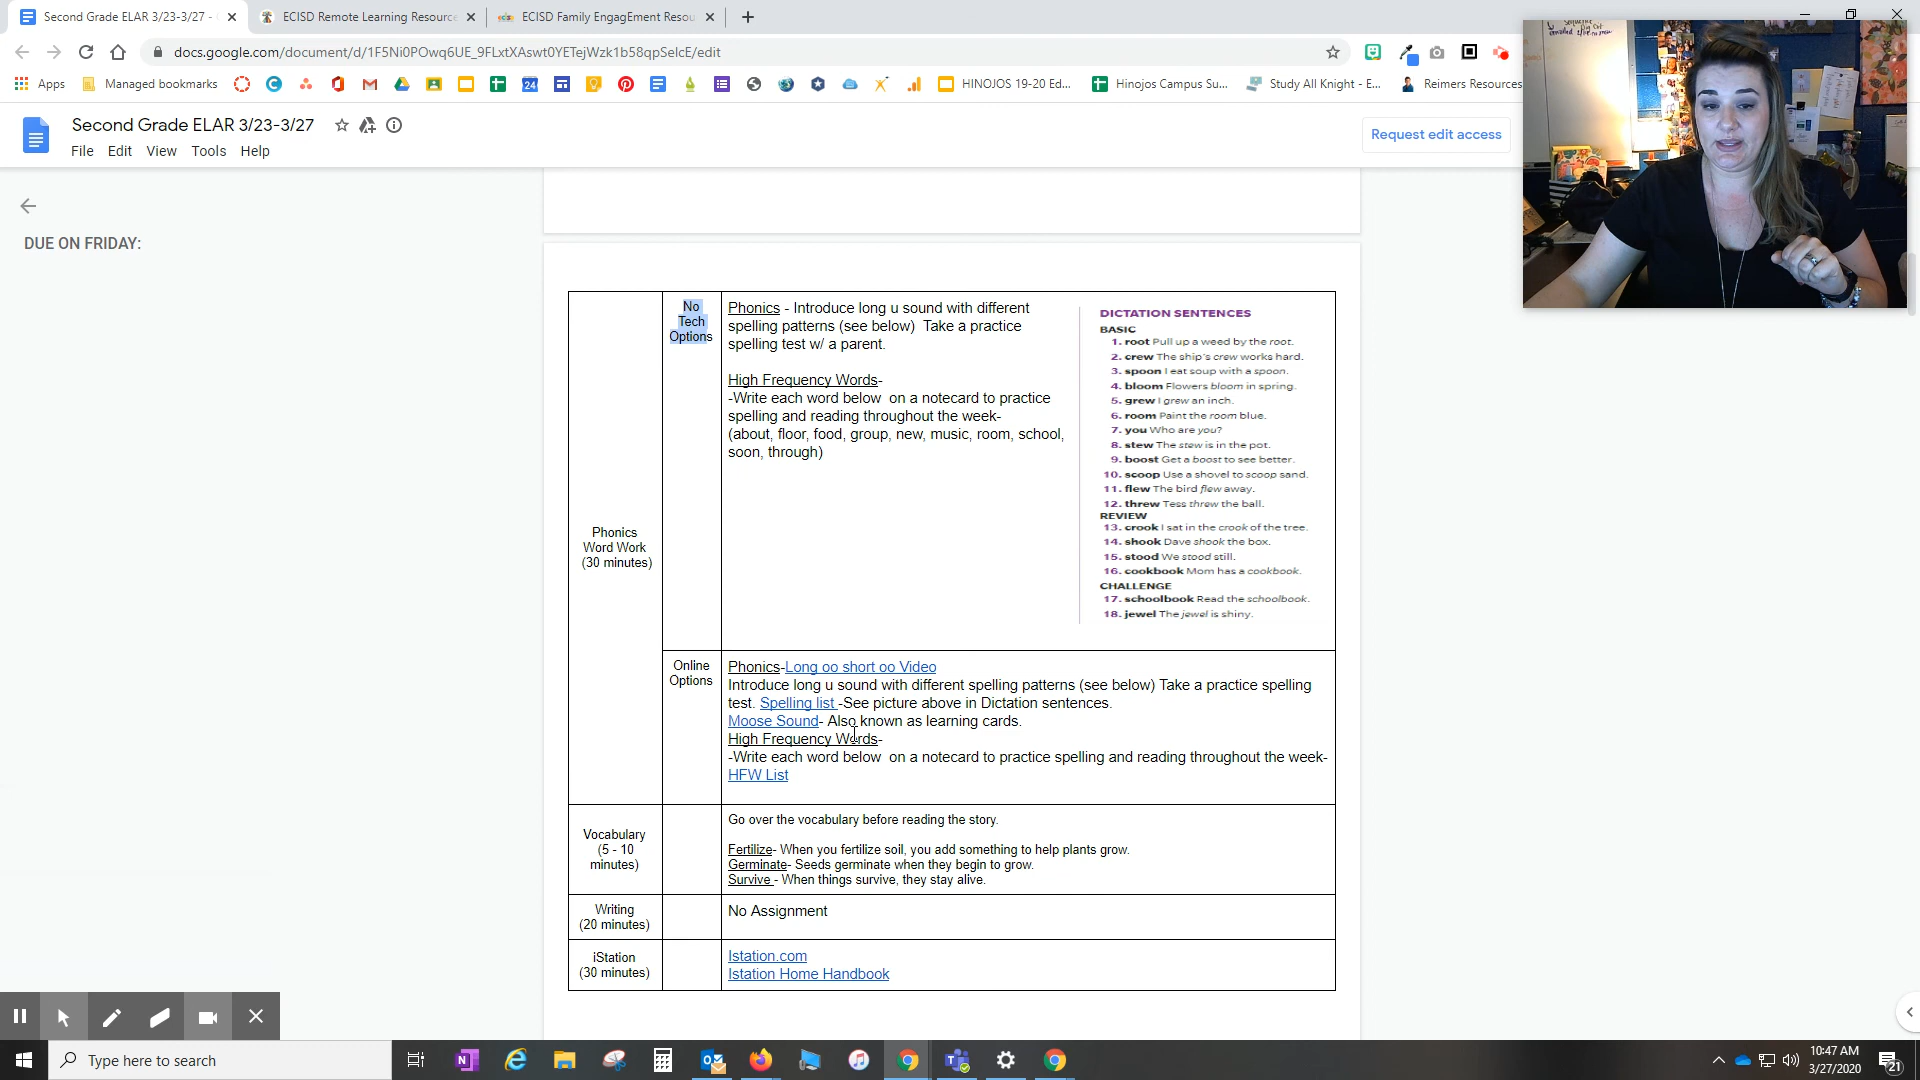 Second Grade ELAR 3/23-3/27 -
ECISD Remote Learning Resource
ECISD Family EngagEment Resou
docs.google.com/document/d/1F5Ni0POwq6UE_9FLxtXAswt0YETejWzk1b58qpSelcE/edit
Apps
Managed bookmarks
24
HINOJOS 19-20 Ed...
Hinojos Campus Su...
Study All Knight - E...
Reimers Resources
Second Grade ELAR 3/23-3/27
Request edit access
File Edit View Tools Help
DUE ON FRIDAY:
Phonics
Word Work
(30 minutes)
No
Tech
Options
Phonics - Introduce long u sound with different
spelling patterns (see below)  Take a practice
spelling test w/ a parent.
High Frequency Words-
-Write each word below  on a notecard to practice
spelling and reading throughout the week-
(about, floor, food, group, new, music, room, school,
soon, through)
DICTATION SENTENCES
BASIC
1. root Pull up a weed by the root.
2. crew The ship's crew works hard.
3. spoon I eat soup with a spoon.
4. bloom Flowers bloom in spring.
5. grew I grew an inch.
6. room Paint the room blue.
7. you Who are you?
8. stew The stew is in the pot.
9. boost Get a boost to see better.
10. scoop Use a shovel to scoop sand.
11. flew The bird flew away.
12. threw Tess threw the ball.
REVIEW
13. crook I sat in the crook of the tree.
14. shook Dave shook the box.
15. stood We stood still.
16. cookbook Mom has a cookbook.
CHALLENGE
17. schoolbook Read the schoolbook.
18. jewel The jewel is shiny.
Online
Options
Phonics-Long oo short oo Video
Introduce long u sound with different spelling patterns (see below) Take a practice spelling
test. Spelling list -See picture above in Dictation sentences.
Moose Sound- Also known as learning cards.
High Frequency Words-
-Write each word below  on a notecard to practice spelling and reading throughout the week-
HFW List
Vocabulary
(5 - 10
minutes)
Go over the vocabulary before reading the story.
Fertilize- When you fertilize soil, you add something to help plants grow.
Germinate- Seeds germinate when they begin to grow.
Survive - When things survive, they stay alive.
Writing
(20 minutes)
No Assignment
iStation
(30 minutes)
Istation.com
Istation Home Handbook
Type here to search
10:47 AM
3/27/2020
21